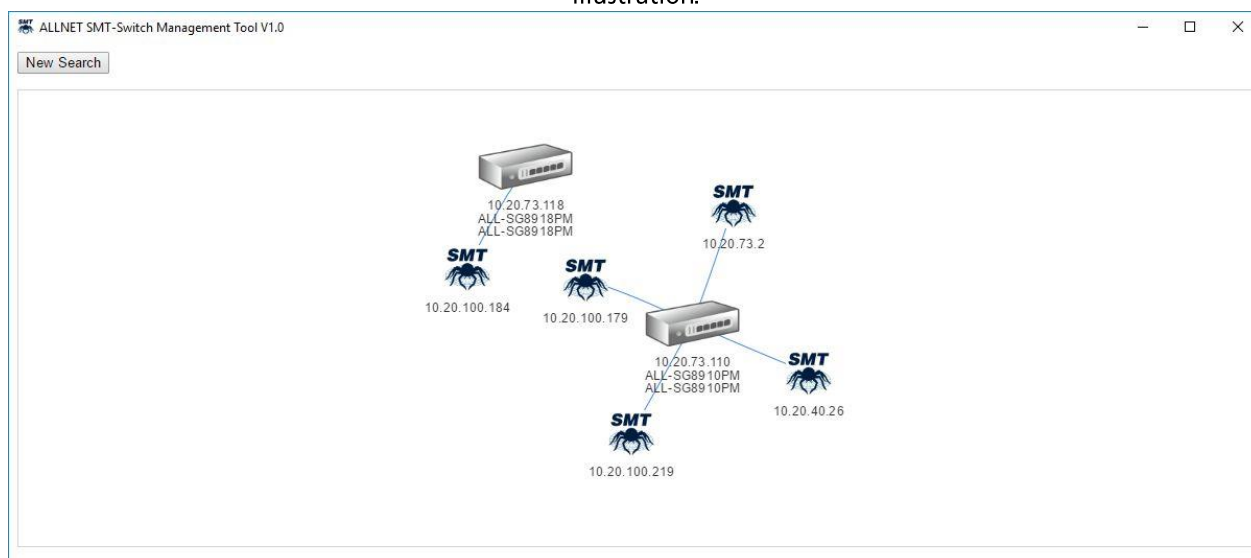 illustration.
SMT
ALLNET SMT-Switch Management Tool V1.0
New Search
10.20.73.118
ALL-SG8918PM
ALL-SG8918PM
SMT
10.20.73.2
SMT
10.20.100.184
SMT
10.20.100.179
10.20.73.110
ALL-SG8910PM
ALL-SG8910PM
SMT
10.20.40.26
SMT
10.20.100.219